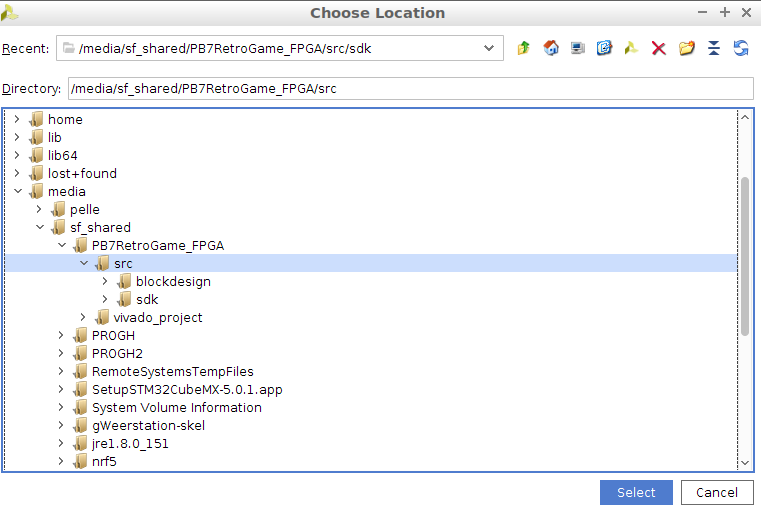 Choose Location
Recent: /media/sf_shared/PB7RetroGame_FPGA/src/sdk
Directory: /media/sf_shared/PB7RetroGame_FPGA/src
home
lib
lib64
lost+found
media
pelle
sf_shared
PB7RetroGame_FPGA
src
blockdesign
sdk
vivado_project
PROGH
PROGH2
RemoteSystemsTempFiles
SetupSTM32CubeMX-5.0.1.app
System Volume Information
gWeerstation-skel
jre1.8.0_151
nrf5
Select Cancel